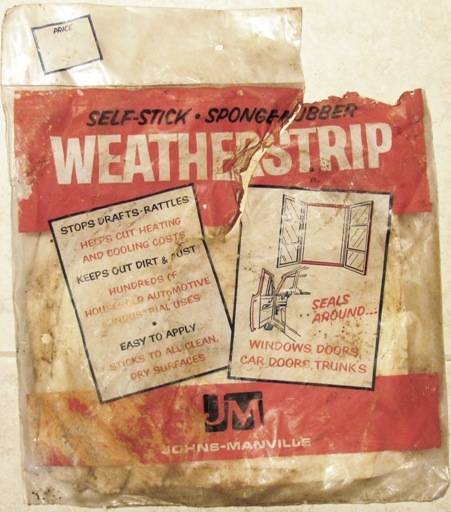 PRICE
SELF-STICK • SPONGE RUBBER
WEATHERSTRIP
STOPS DRAFTS-RATTLES
HELPS CUT HEATING
AND COOLING COSTS
KEEPS OUT DIRT & DUST
HUNDREDS OF
HOUSEHOLD AUTOMOTIVE
INDUSTRIAL USES
•
EASY TO APPLY
STICKS TO ALL CLEAN,
DRY SURFACES
SEALS
AROUND...
WINDOWS, DOORS,
CAR DOORS, TRUNKS
JM
JOHNS-MANVILLE